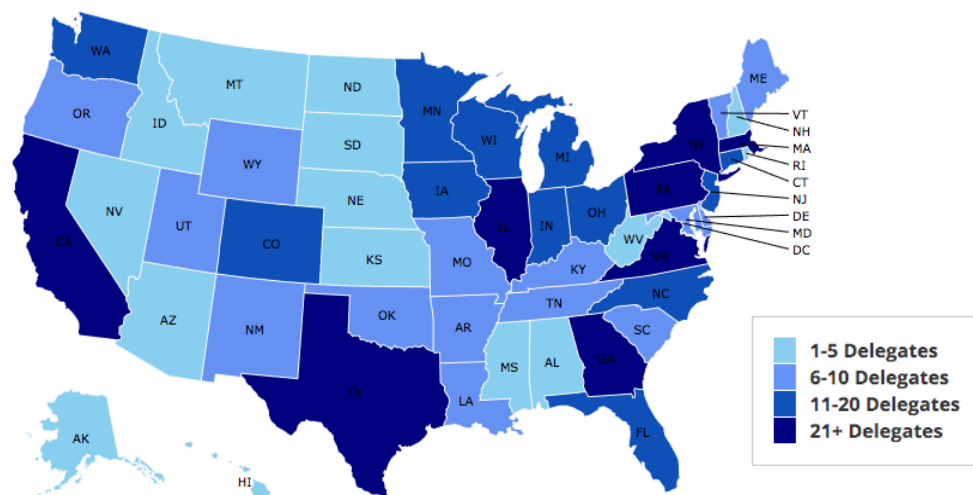 WA
MT
ND
MN
ME
OR
ID
SD
WI
MI
NY
VT
NH
MA
RI
CT
NJ
DE
MD
DC
WY
NE
IA
PA
NV
UT
CO
IL
IN
OH
WV
VA
CA
KS
MO
KY
NC
AZ
NM
OK
AR
TN
SC
MS
AL
GA
TX
LA
FL
AK
HI
1-5 Delegates
6-10 Delegates
11-20 Delegates
21+ Delegates